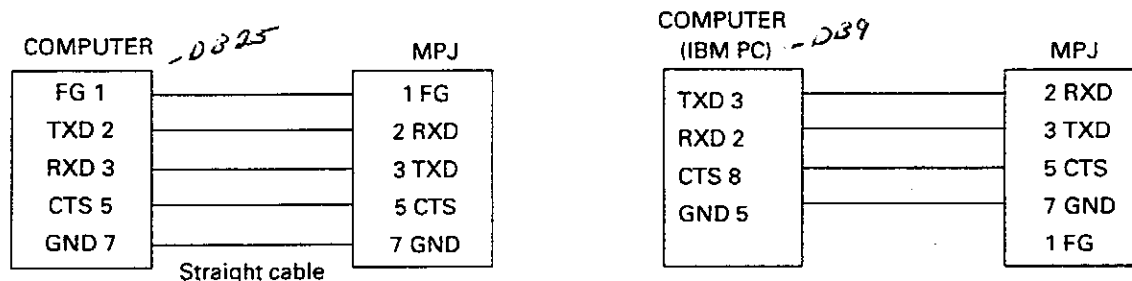 COMPUTER -DB25 MPJ
FG 1 1 FG
TXD 2 2 RXD
RXD 3 3 TXD
CTS 5 5 CTS
GND 7 7 GND
Straight cable
COMPUTER
(IBM PC) -DB9 MPJ
TXD 3 2 RXD
RXD 2 3 TXD
CTS 8 5 CTS
GND 5 7 GND
1 FG